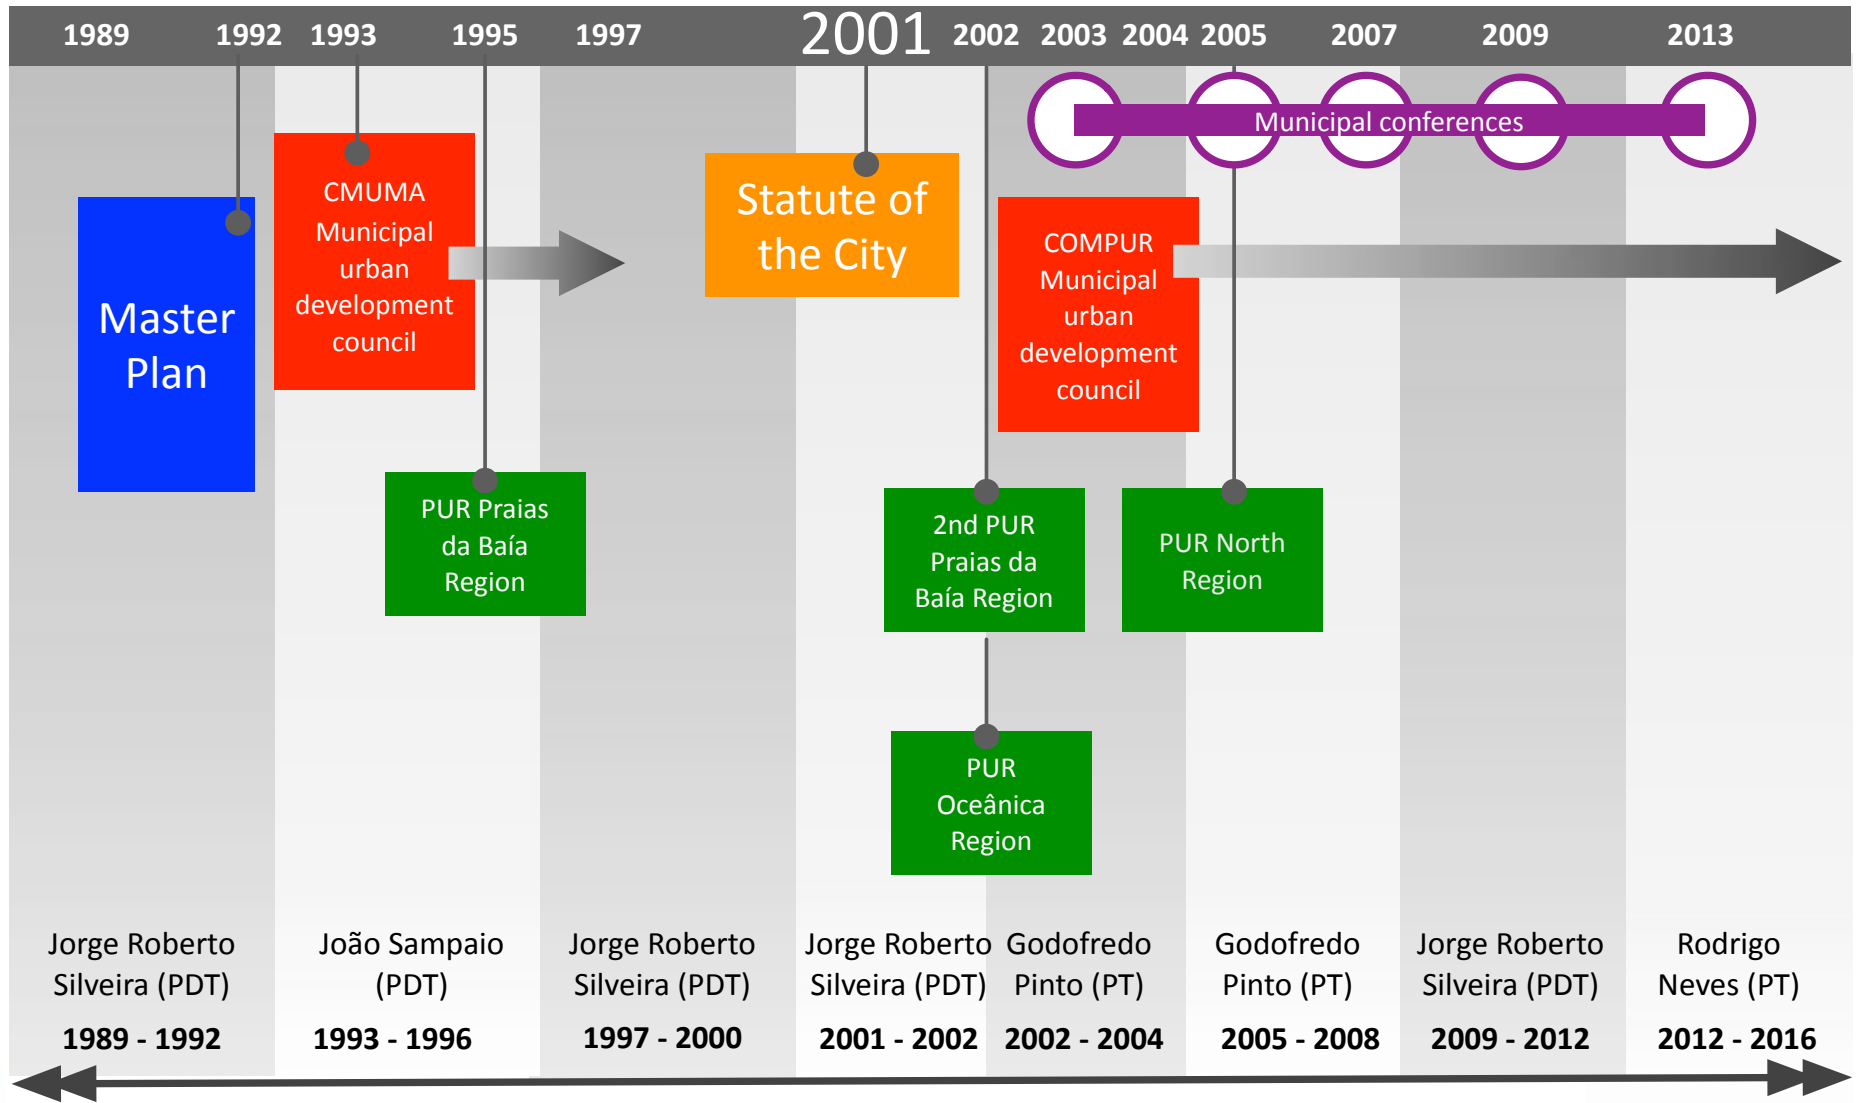 1989 1992 1993 1995 1997 2001 2002 2003 2004 2005 2007 2009 2013
Municipal conferences
Master
Plan
CMUMA
Municipal
urban
development
council
Statute of
the City
COMPUR
Municipal
urban
development
council
PUR Praias
da Baía
Region
2nd PUR
Praias da
Baía Region
PUR North
Region
PUR
Oceânica
Region
Jorge Roberto
Silveira (PDT)
1989 - 1992
João Sampaio
(PDT)
1993 - 1996
Jorge Roberto
Silveira (PDT)
1997 - 2000
Jorge Roberto
Silveira (PDT)
2001 - 2002
Godofredo
Pinto (PT)
2002 - 2004
Godofredo
Pinto (PT)
2005 - 2008
Jorge Roberto
Silveira (PDT)
2009 - 2012
Rodrigo
Neves (PT)
2012 - 2016